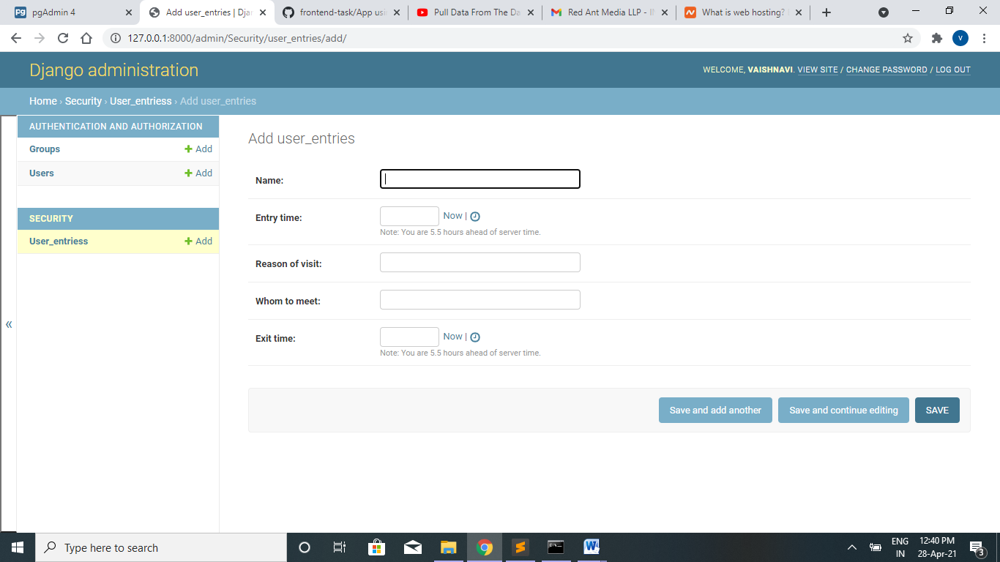 pgAdmin 4
Add user_entries | Djan
frontend-task/App usi
Pull Data From The Da
Red Ant Media LLP - I
What is web hosting?
127.0.0.1:8000/admin/Security/user_entries/add/
V
Django administration
WELCOME, VAISHNAVI. VIEW SITE / CHANGE PASSWORD / LOG OUT
Home › Security › User_entriess › Add user_entries
AUTHENTICATION AND AUTHORIZATION
Groups + Add
Users + Add
SECURITY
User_entriess + Add
«
Add user_entries
Name:
Entry time: Now |
Note: You are 5.5 hours ahead of server time.
Reason of visit:
Whom to meet:
Exit time: Now |
Note: You are 5.5 hours ahead of server time.
Save and add another
Save and continue editing
SAVE
Type here to search
ENG
IN
12:40 PM
28-Apr-21
3